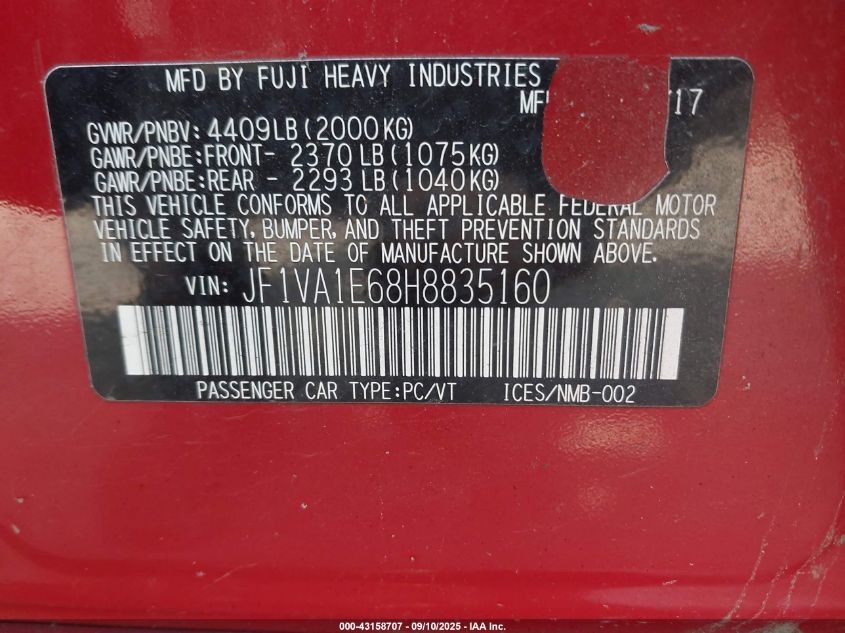 MFD BY FUJI HEAVY INDUSTRIES
MF 17
GVWR/PNBV: 4409LB(2000KG)
GAWR/PNBE:FRONT- 2370 LB(1075KG)
GAWR/PNBE:REAR - 2293 LB(1040KG)
THIS VEHICLE CONFORMS TO ALL APPLICABLE FEDERAL MOTOR
VEHICLE SAFETY, BUMPER, AND THEFT PREVENTION STANDARDS
IN EFFECT ON THE DATE OF MANUFACTURE SHOWN ABOVE.
VIN: JF1VA1E68H8835160
PASSENGER CAR TYPE:PC/VT ICES/NMB-002
000-43158707 - 09/10/2025 - IAA Inc.